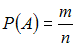 P(A) = m/n